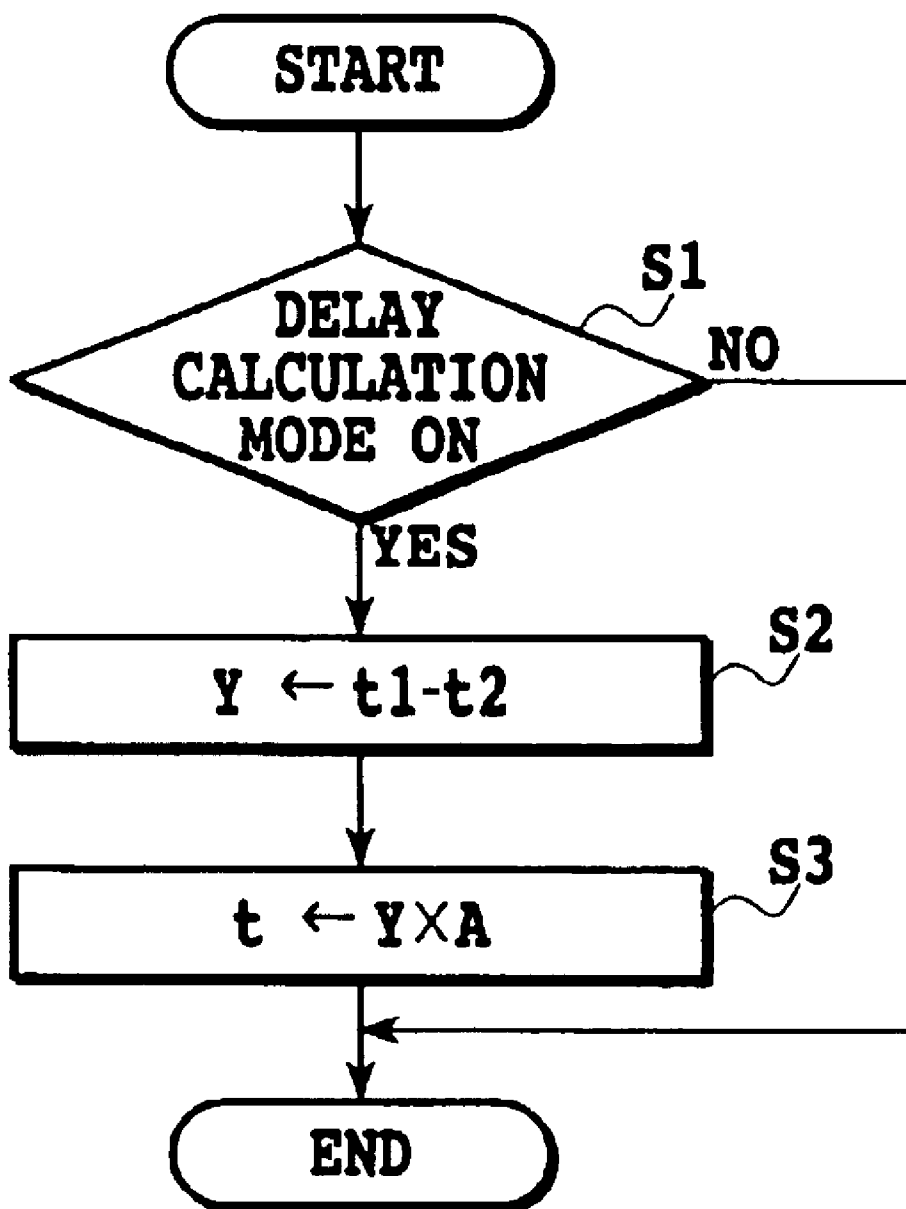 START
S1
DELAY
CALCULATION
MODE ON
NO
YES
S2
Y ← t1-t2
S3
t ← Y×A
END